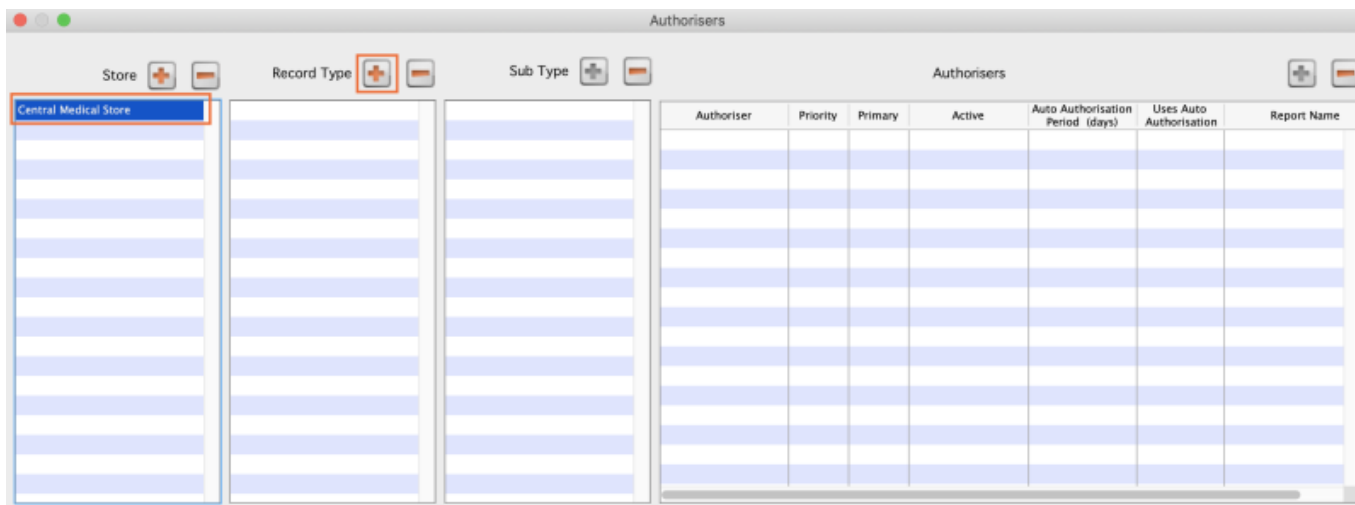 Authorisers
Store Record Type Sub Type Authorisers
Central Medical Store
Authoriser Priority Primary Active Auto Authorisation Period (days) Uses Auto Authorisation Report Name